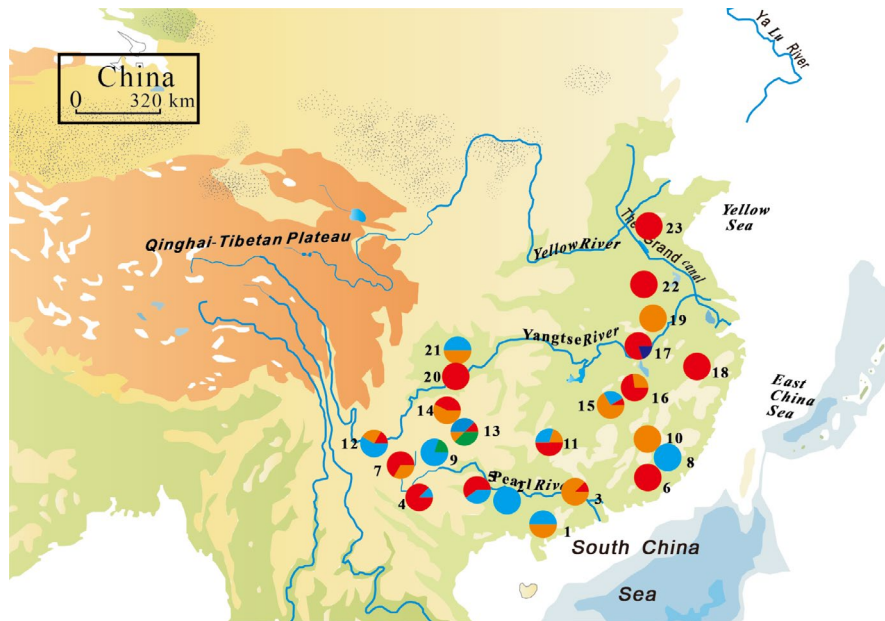 China
0 320 km
Ya Lu River
Qinghai-Tibetan Plateau
Yellow River
The Grand canal
Yellow
Sea
23
22
19
Yangtse River
17
21
20
18
16
15
14
13
12
11
10
9
8
7
6
5
Pearl River
2
3
4
1
East
China
Sea
South China
Sea